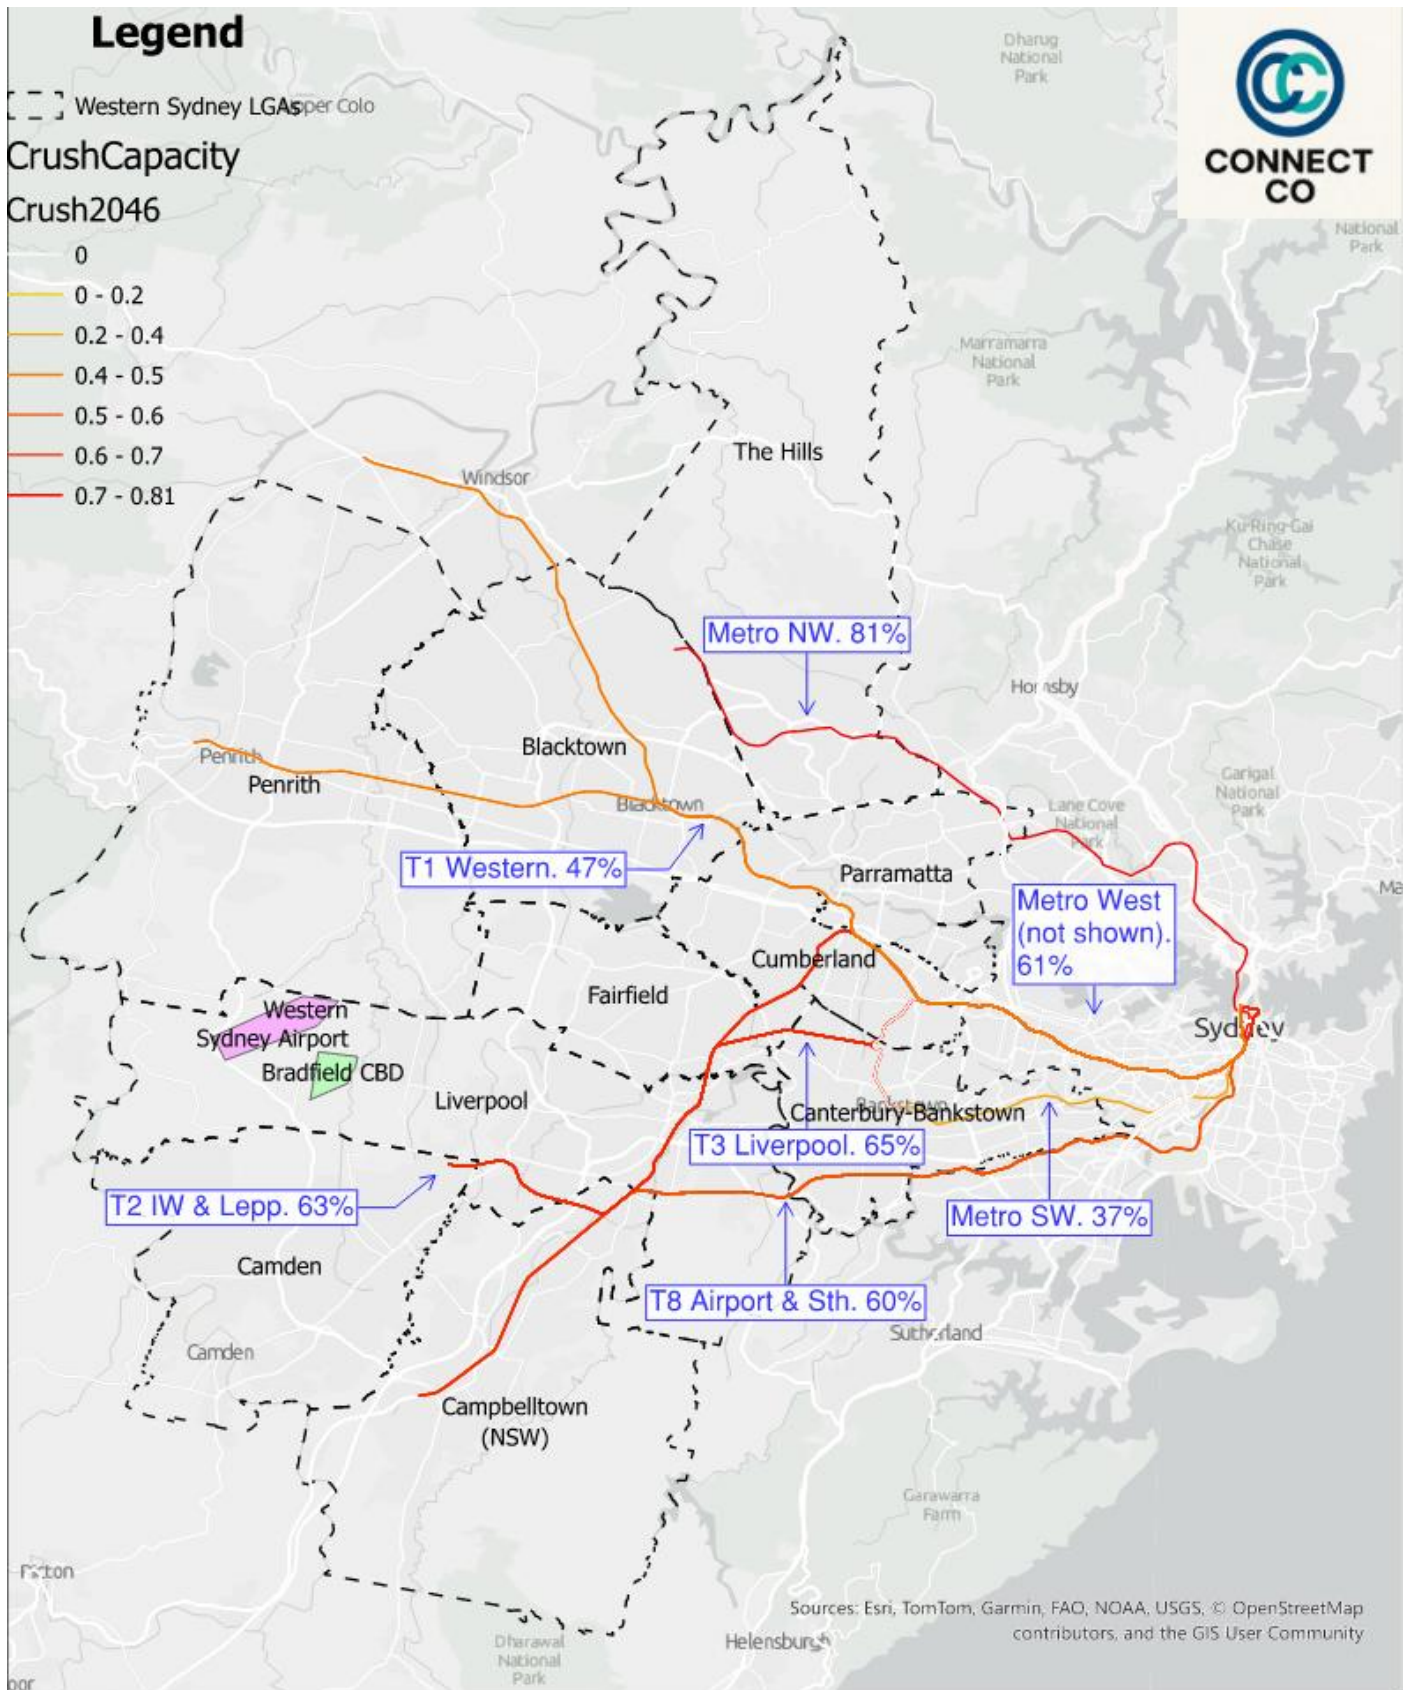 Legend
Western Sydney LGAs
Upper Colo
CrushCapacity
Crush2046
0
0 - 0.2
0.2 - 0.4
0.4 - 0.5
0.5 - 0.6
0.6 - 0.7
0.7 - 0.81
CONNECT
CO
Dharug
National
Park
National
Park
Marramarra
National
Park
The Hills
Windsor
Ku-Ring-Gai
Chase
National
Park
Metro NW. 81%
Hornsby
Blacktown
Penrith
Penrith
Blacktown
Garigal
National
Park
Lane Cove
National
Park
T1 Western. 47%
Parramatta
Metro West
(not shown).
61%
Ma
Cumberland
Fairfield
Western
Sydney Airport
Sydney
Bradfield CBD
Liverpool
Bankstown
Canterbury-Bankstown
T3 Liverpool. 65%
T2 IW & Lepp. 63%
Metro SW. 37%
Camden
T8 Airport & Sth. 60%
Sutherland
Camden
Campbelltown
(NSW)
Garawarra
Farm
Picton
Sources: Esri, TomTom, Garmin, FAO, NOAA, USGS, © OpenStreetMap
contributors, and the GIS User Community
Helensburgh
Dharawal
National
Park